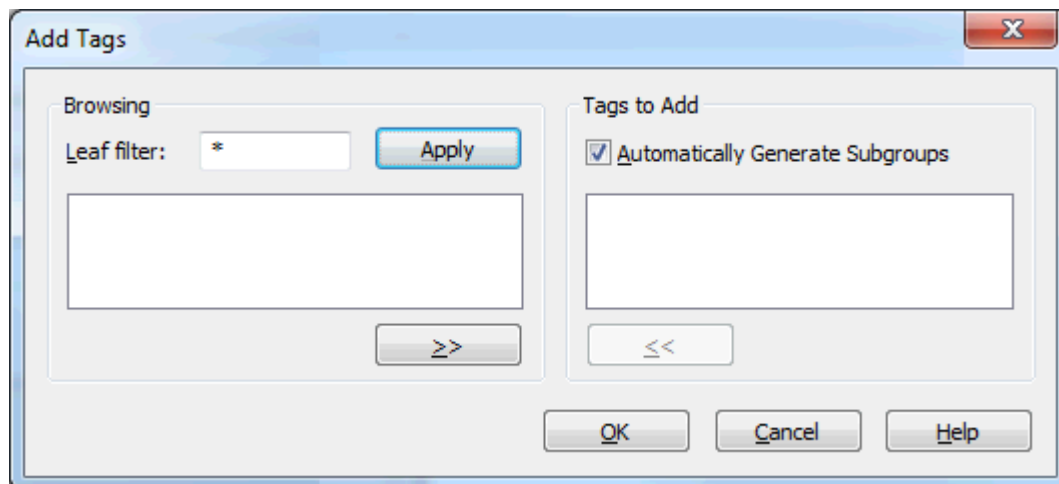 Add Tags
Browsing
Leaf filter: * Apply
>>
Tags to Add
Automatically Generate Subgroups
<<
OK Cancel Help